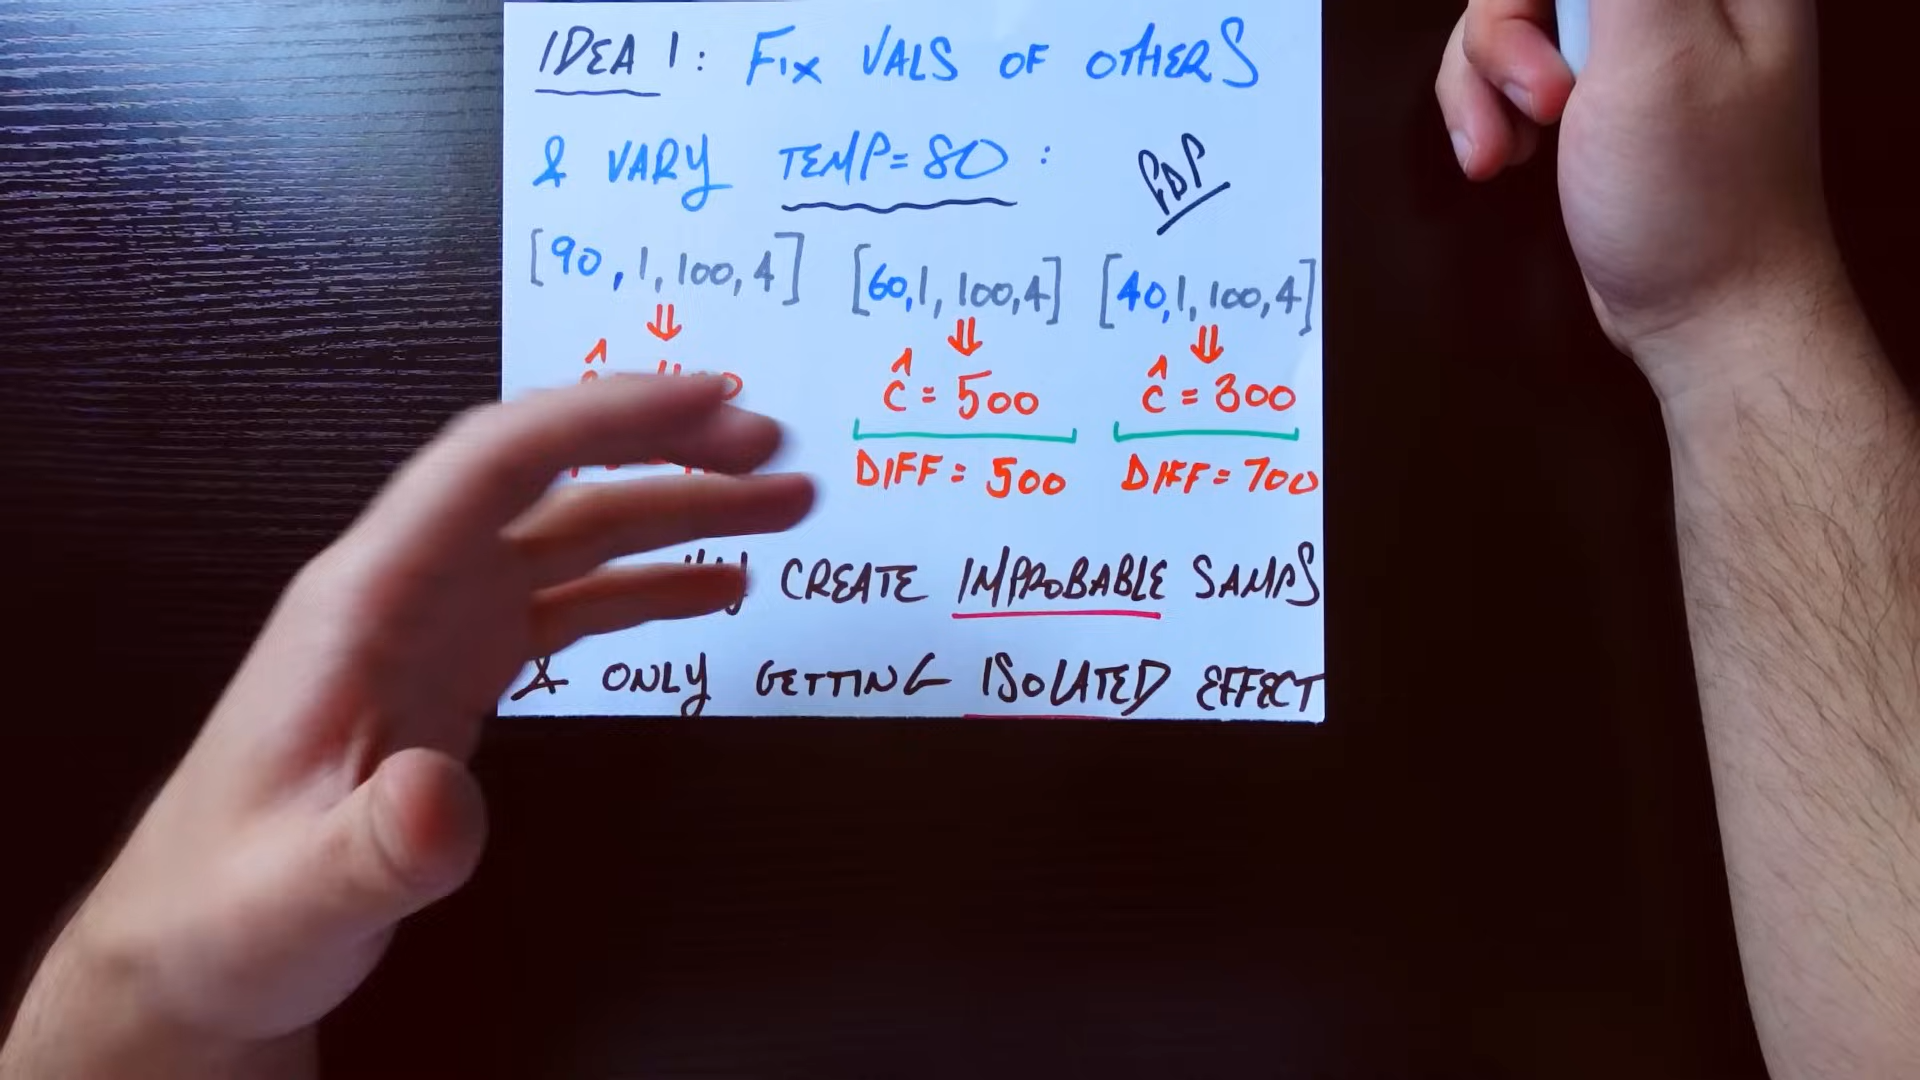 IDEA 1: FIX VALS OF OTHERS
& VARY TEMP=80: PDP
[90,1,100,4] [60,1,100,4] [40,1,100,4]
⇓ ⇓ ⇓
ĉ = 500 ĉ = 300
DIFF = 500 DIFF = 700
CREATE IMPROBABLE SAMPS
& ONLY GETTING ISOLATED EFFECT